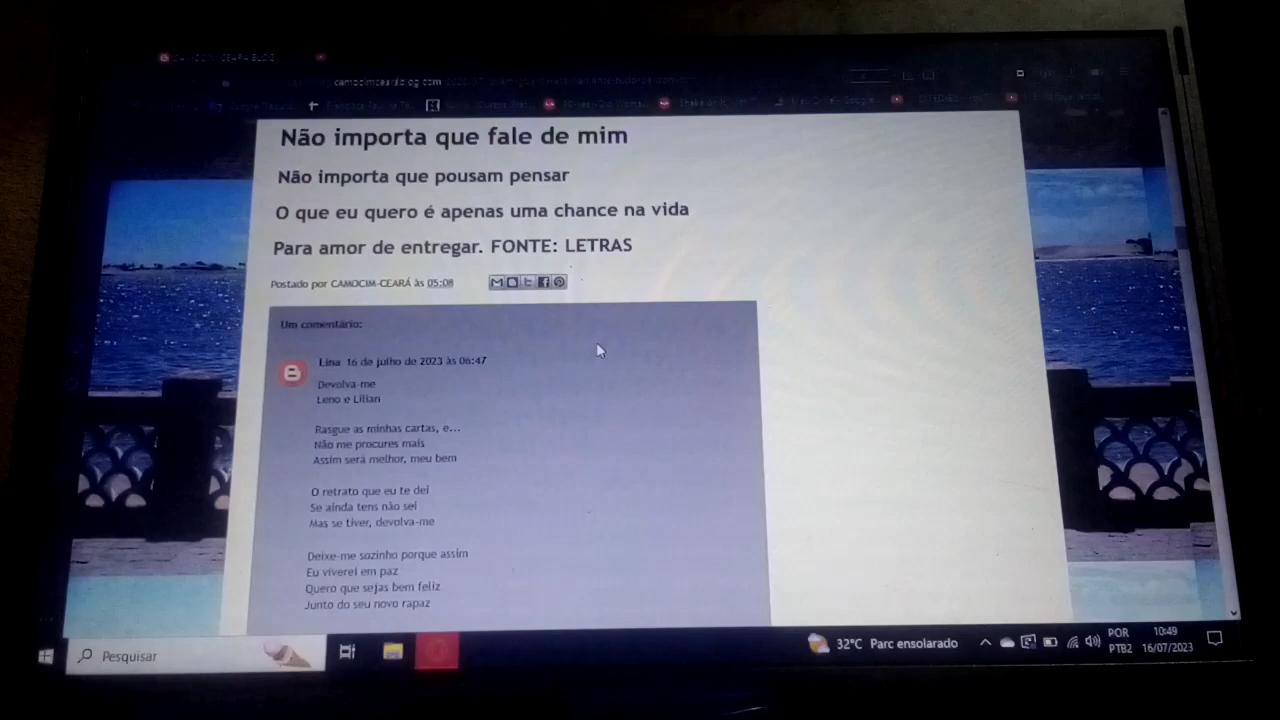 CAMOCIM-CEARÁ BLOG
Não importa que fale de mim
Não importa que pousam pensar
O que eu quero é apenas uma chance na vida
Para amor de entregar. FONTE: LETRAS
Postado por CAMOCIM-CEARÁ às 05:08
Um comentário:
Lina 16 de julho de 2023 às 06:47
Devolva-me
Leno e Lilian
Rasgue as minhas cartas, e...
Não me procures mais
Assim será melhor, meu bem
O retrato que eu te dei
Se ainda tens não sei
Mas se tiver, devolva-me
Deixe-me sozinho porque assim
Eu viverei em paz
Quero que sejas bem feliz
Junto do seu novo rapaz
Pesquisar
32°C Parc ensolarado
POR
PTB2
10:49
16/07/2023